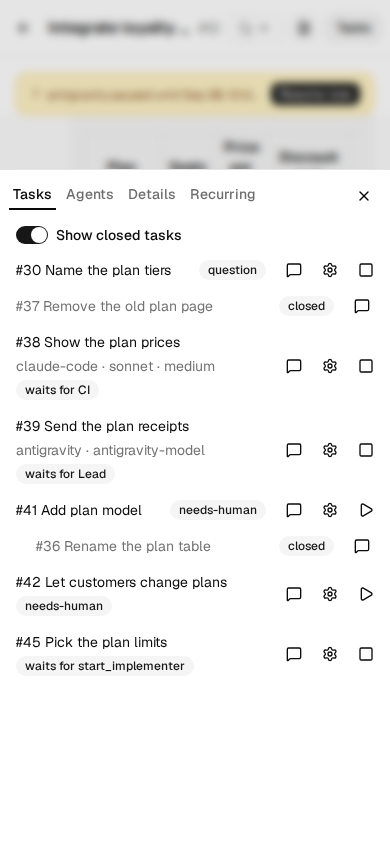 Tasks Agents Details Recurring
Show closed tasks
#30 Name the plan tiers question
#37 Remove the old plan page closed
#38 Show the plan prices
claude-code · sonnet · medium
waits for CI
#39 Send the plan receipts
antigravity · antigravity-model
waits for Lead
#41 Add plan model needs-human
#36 Rename the plan table closed
#42 Let customers change plans
needs-human
#45 Pick the plan limits
waits for start_implementer